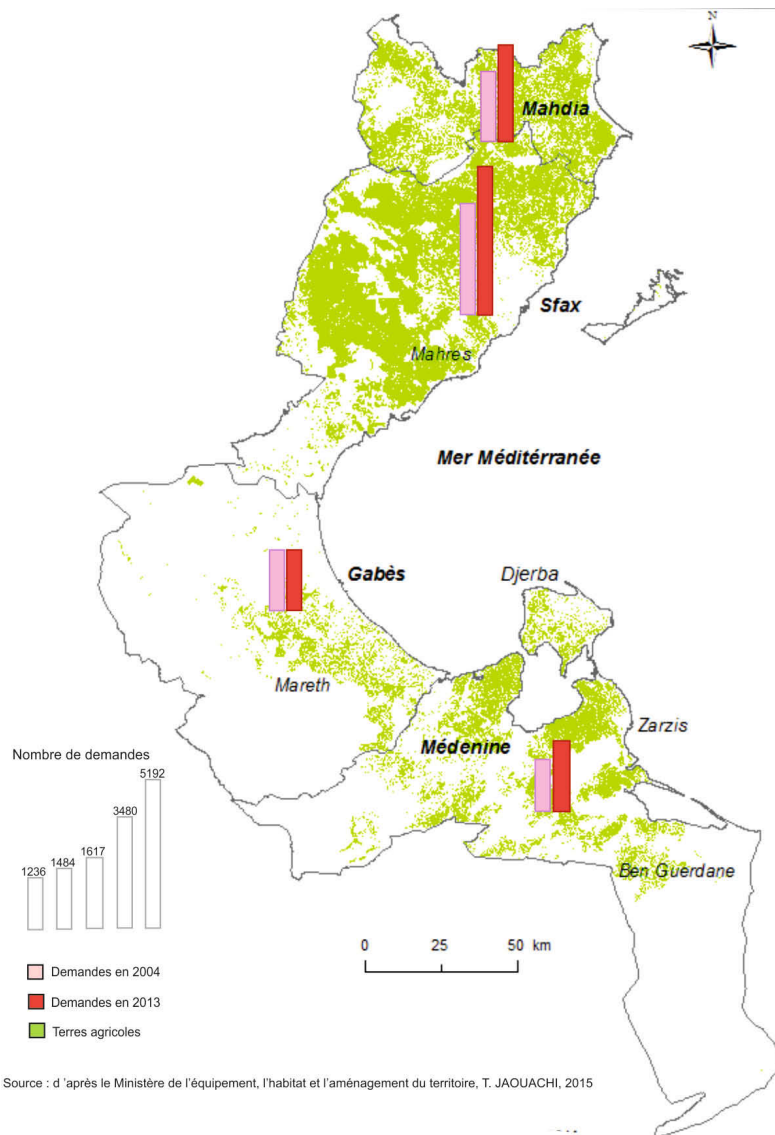 N
Mahdia
Sfax
Mahres
Mer Méditérranée
Gabès
Djerba
Mareth
Zarzis
Médenine
Ben Guerdane
Nombre de demandes
1236
1484
1617
3480
5192
0 25 50 km
Demandes en 2004
Demandes en 2013
Terres agricoles
Source : d 'après le Ministère de l'équipement, l'habitat et l'aménagement du territoire, T. JAOUACHI, 2015